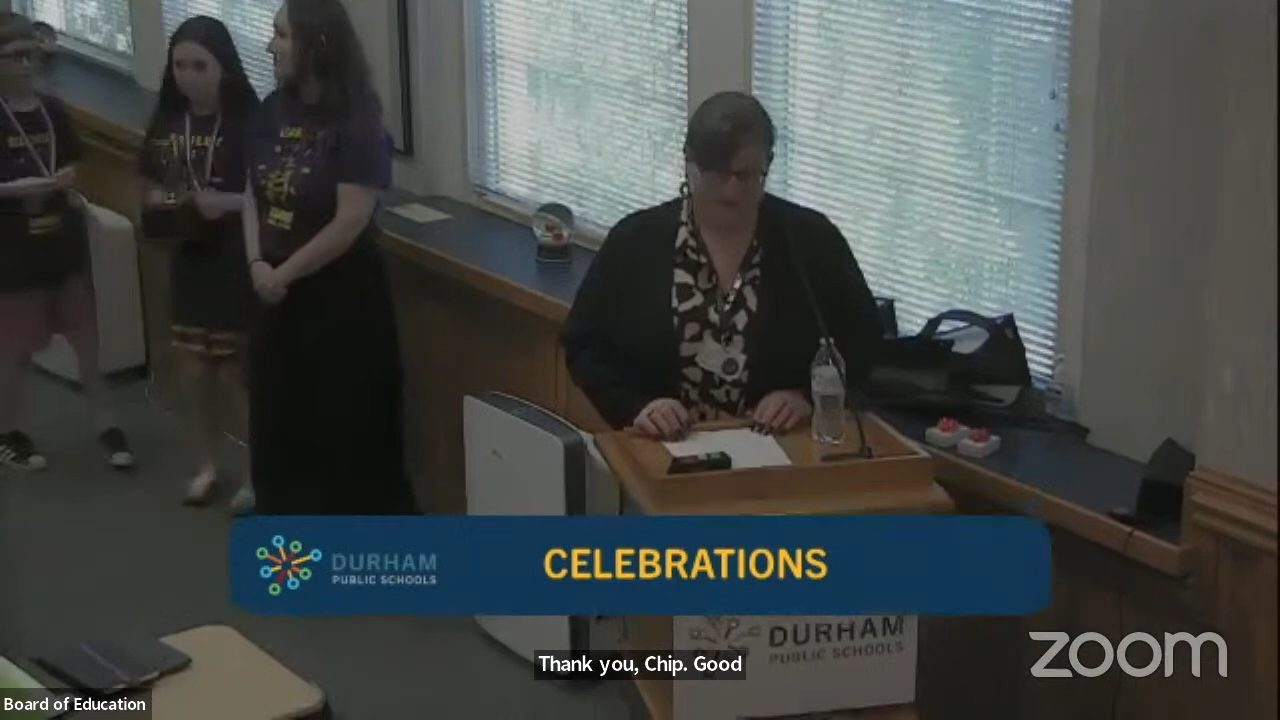 DURHAM
PUBLIC SCHOOLS
CELEBRATIONS
DURHAM
PUBLIC SCHOOLS
zoom
Thank you, Chip. Good
Board of Education